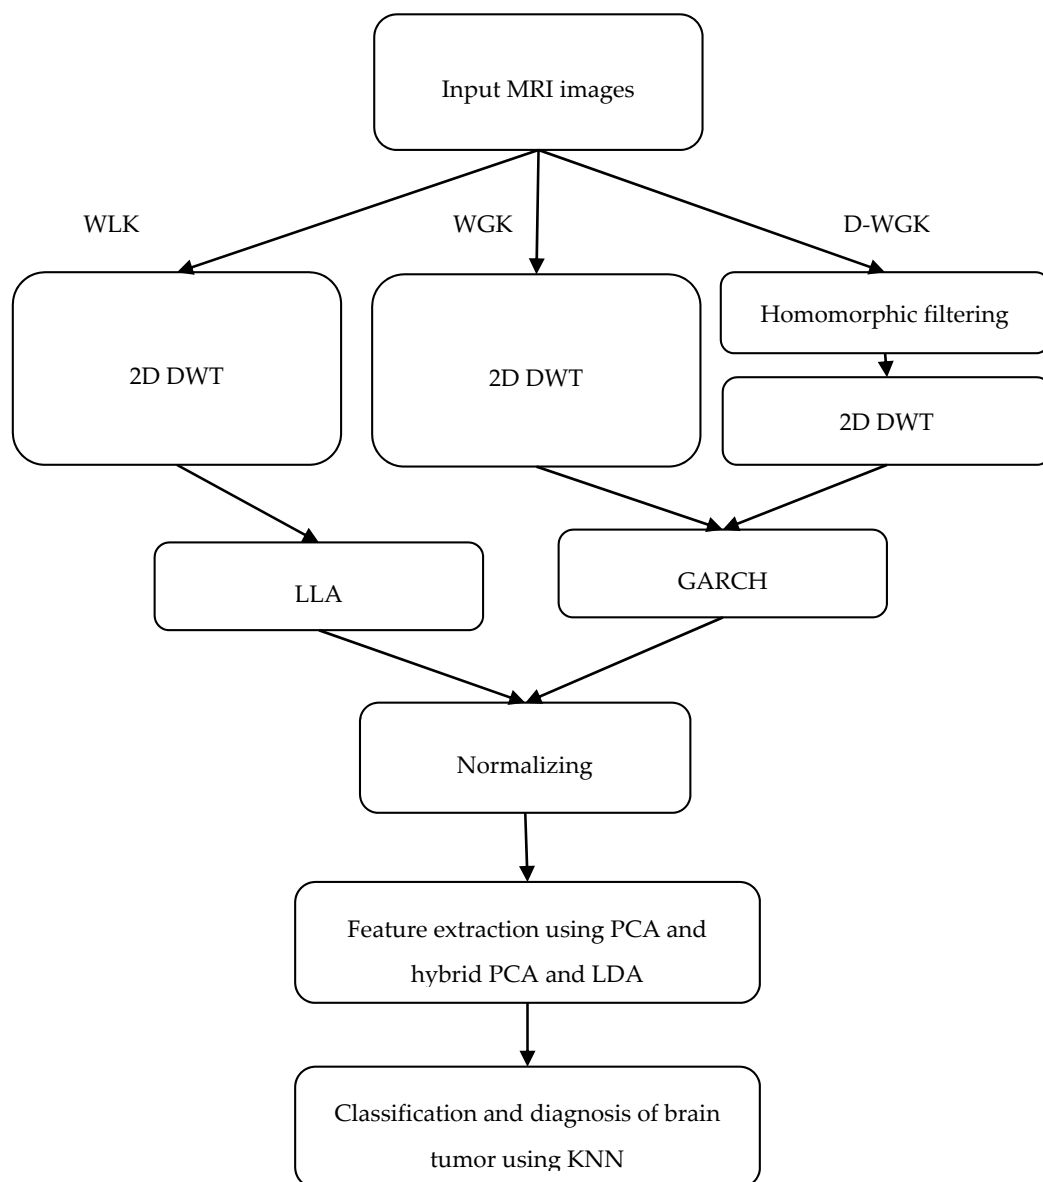 Input MRI images
WLK
WGK
D-WGK
Homomorphic filtering
2D DWT
2D DWT
2D DWT
LLA
GARCH
Normalizing
Feature extraction using PCA and
hybrid PCA and LDA
Classification and diagnosis of brain
tumor using KNN